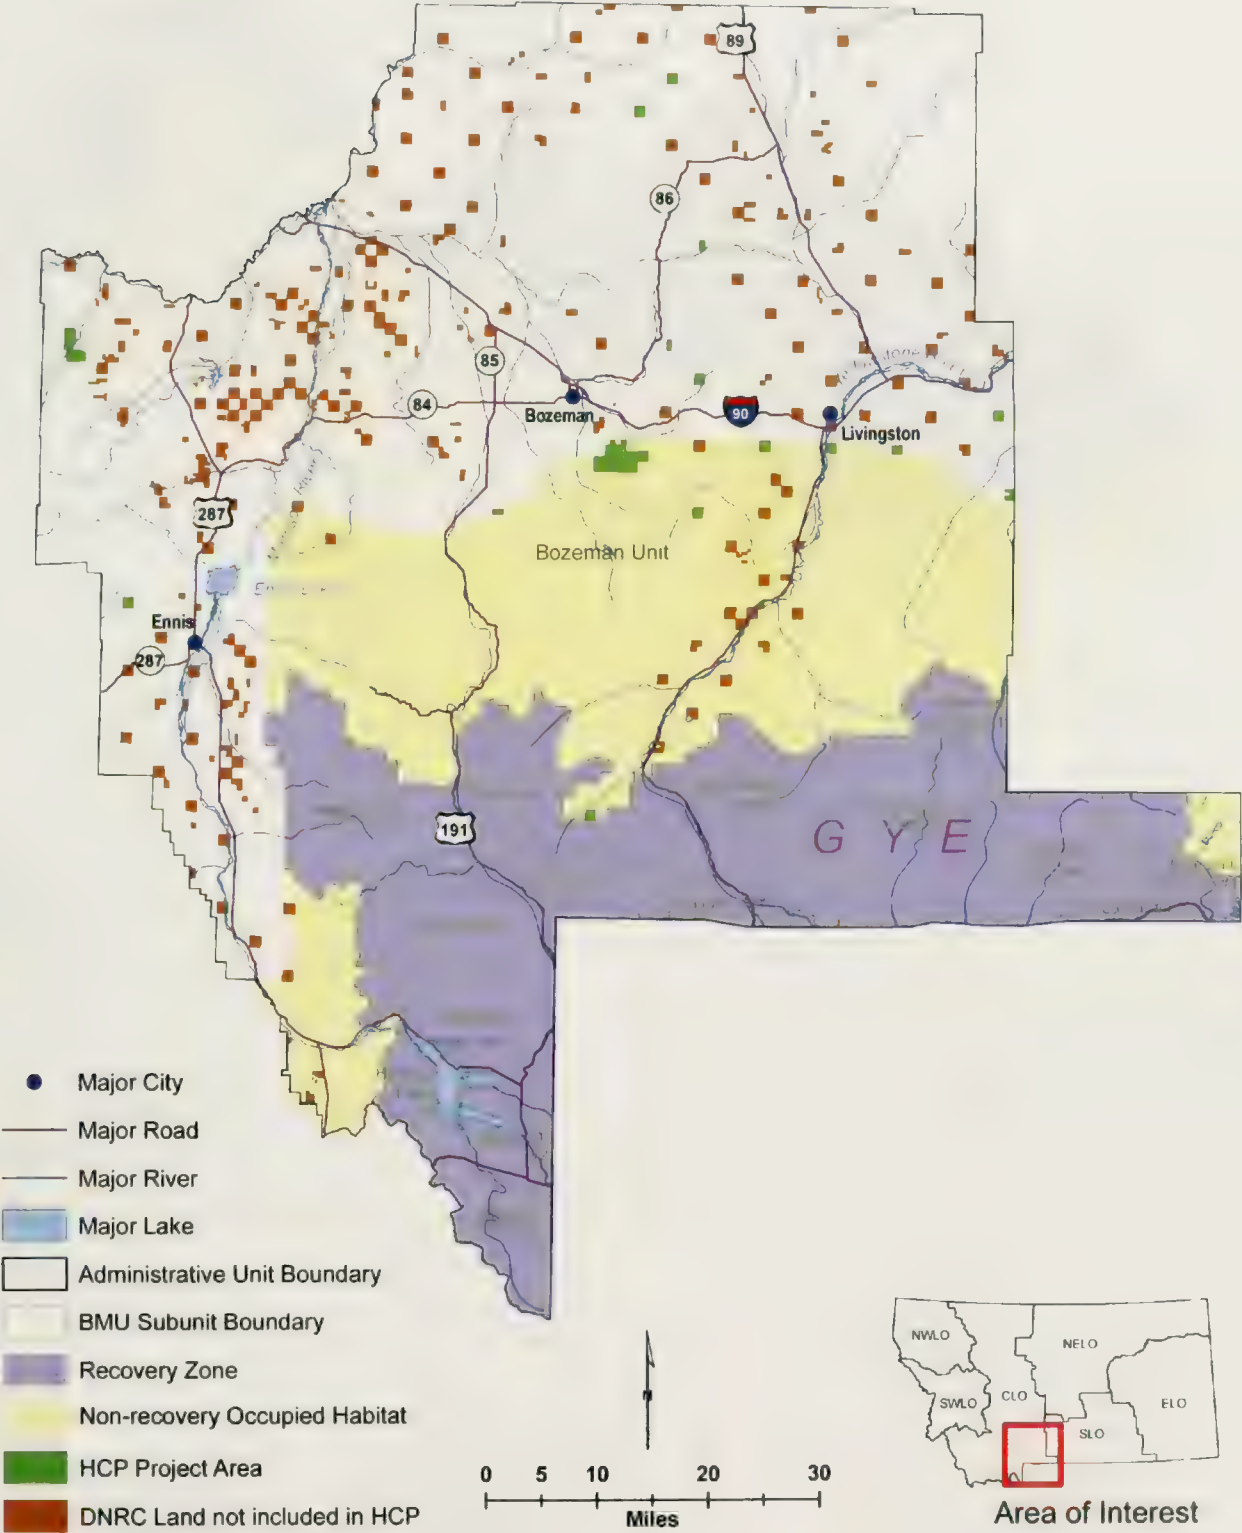 89
86
85
84
Bozeman
90
Livingston
287
Bozeman Unit
Ennis
287
191
G Y E
Major City
Major Road
Major River
Major Lake
Administrative Unit Boundary
BMU Subunit Boundary
Recovery Zone
Non-recovery Occupied Habitat
HCP Project Area
DNRC Land not included in HCP
N
0 5 10 20 30
Miles
NWLO
NELO
CLO
SWLO
ELO
SLO
Area of Interest